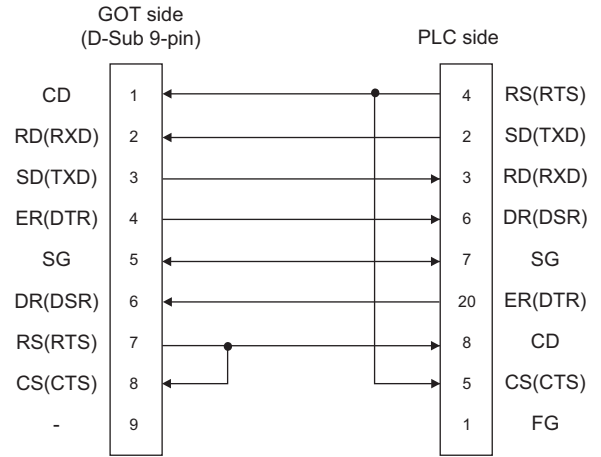 GOT side
(D-Sub 9-pin)
PLC side
CD 1 4 RS(RTS)
RD(RXD) 2 2 SD(TXD)
SD(TXD) 3 3 RD(RXD)
ER(DTR) 4 6 DR(DSR)
SG 5 7 SG
DR(DSR) 6 20 ER(DTR)
RS(RTS) 7 8 CD
CS(CTS) 8 5 CS(CTS)
- 9 1 FG